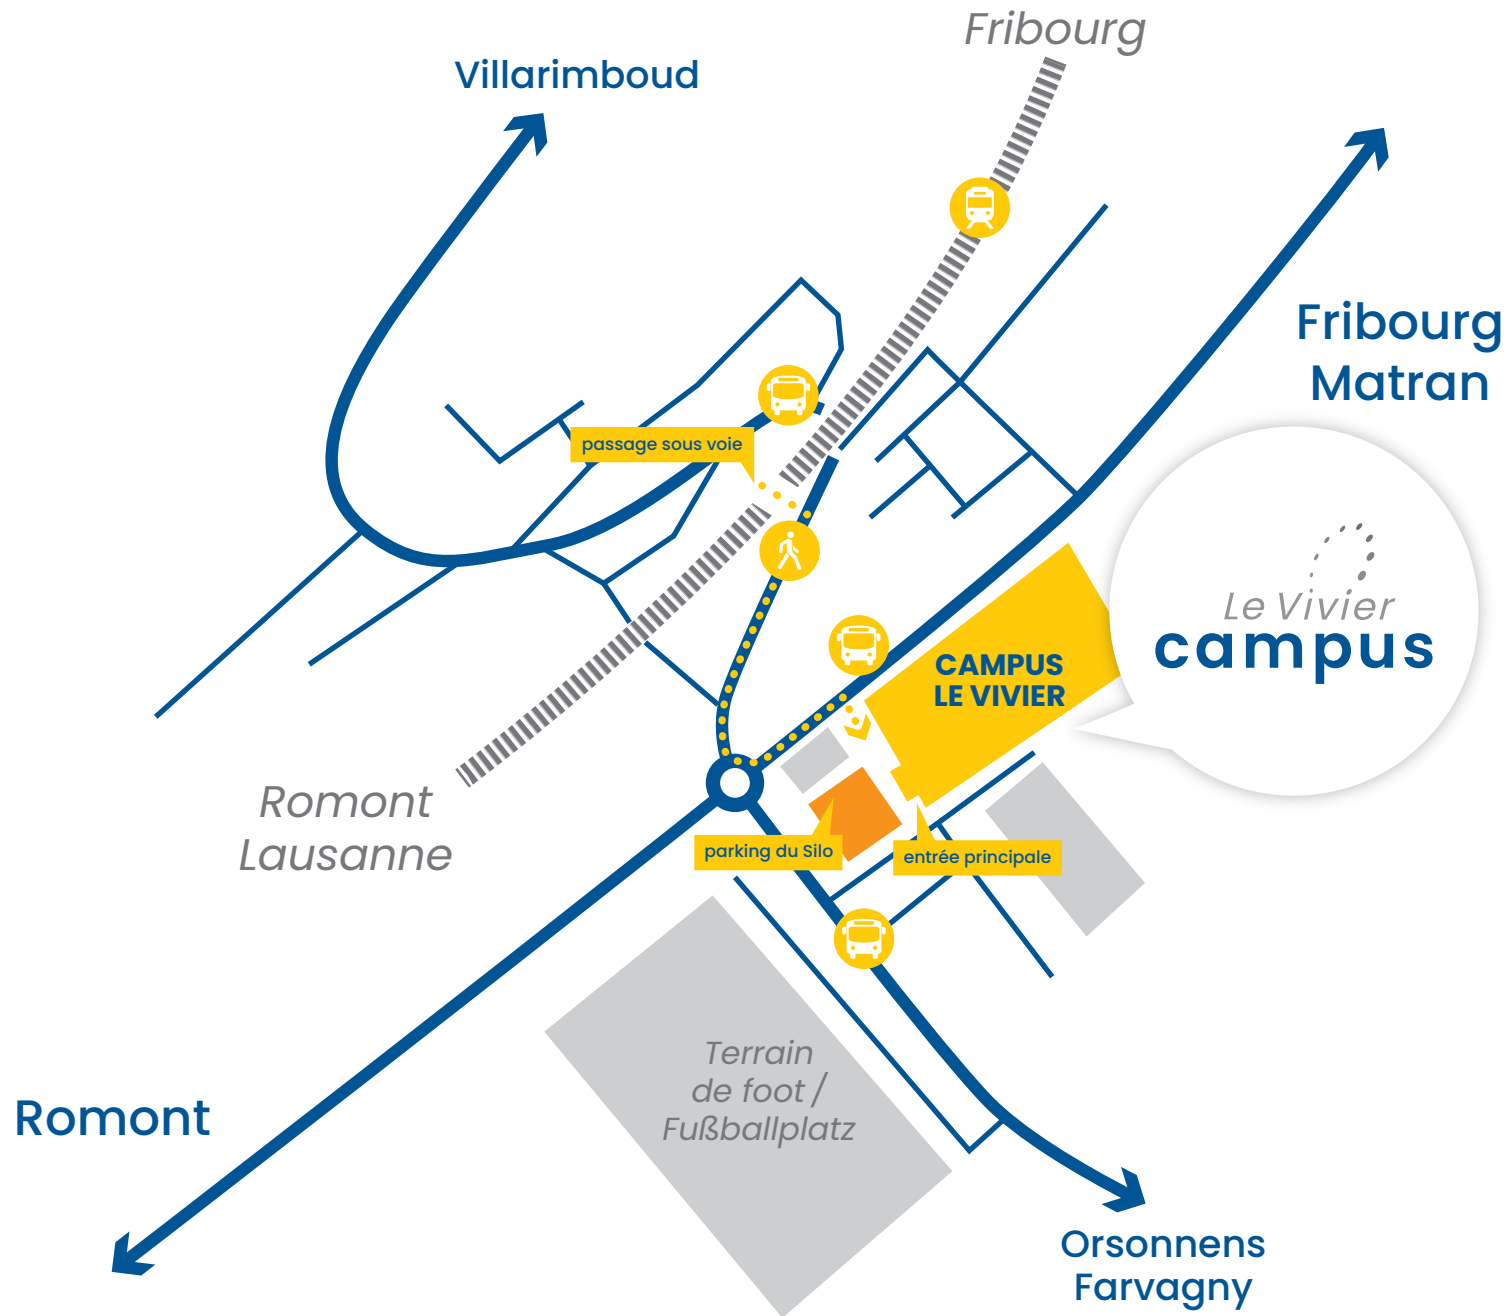 Fribourg
Villarimboud
Fribourg
Matran
passage sous voie
Le Vivier
campus
CAMPUS
LE VIVIER
Romont
Lausanne
parking du Silo
entrée principale
Terrain
de foot /
Fußballplatz
Romont
Orsonnens
Farvagny